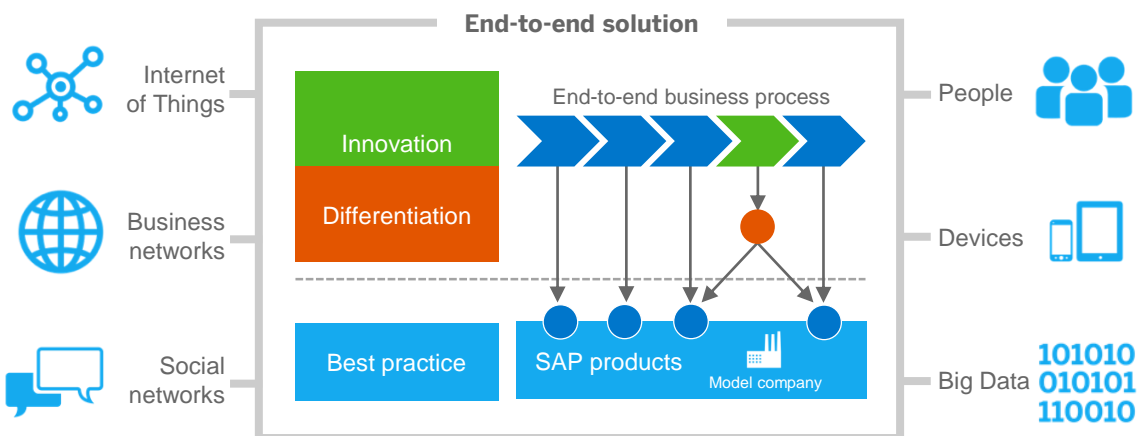 End-to-end solution
Internet
of Things
Business
networks
Social
networks
Innovation
Differentiation
Best practice
End-to-end business process
SAP products
Model company
People
Devices
Big Data
101010
010101
110010